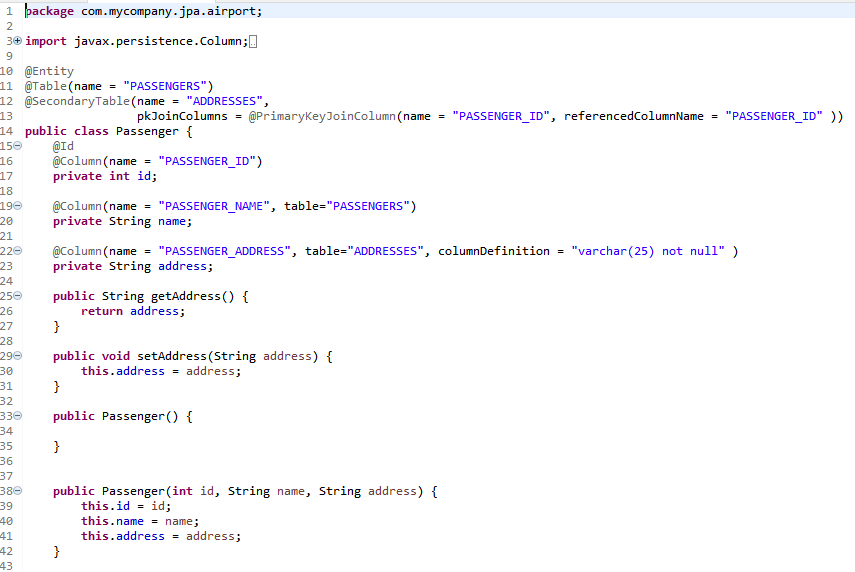 1 package com.mycompany.jpa.airport;
2
3 import javax.persistence.Column;
9
10 @Entity
11 @Table(name = "PASSENGERS")
12 @SecondaryTable(name = "ADDRESSES",
13 pkJoinColumns = @PrimaryKeyJoinColumn(name = "PASSENGER_ID", referencedColumnName = "PASSENGER_ID" ))
14 public class Passenger {
15 @Id
16 @Column(name = "PASSENGER_ID")
17 private int id;
18
19 @Column(name = "PASSENGER_NAME", table="PASSENGERS")
20 private String name;
21
22 @Column(name = "PASSENGER_ADDRESS", table="ADDRESSES", columnDefinition = "varchar(25) not null" )
23 private String address;
24
25 public String getAddress() {
26 return address;
27 }
28
29 public void setAddress(String address) {
30 this.address = address;
31 }
32
33 public Passenger() {
34
35 }
36
37
38 public Passenger(int id, String name, String address) {
39 this.id = id;
40 this.name = name;
41 this.address = address;
42 }
43